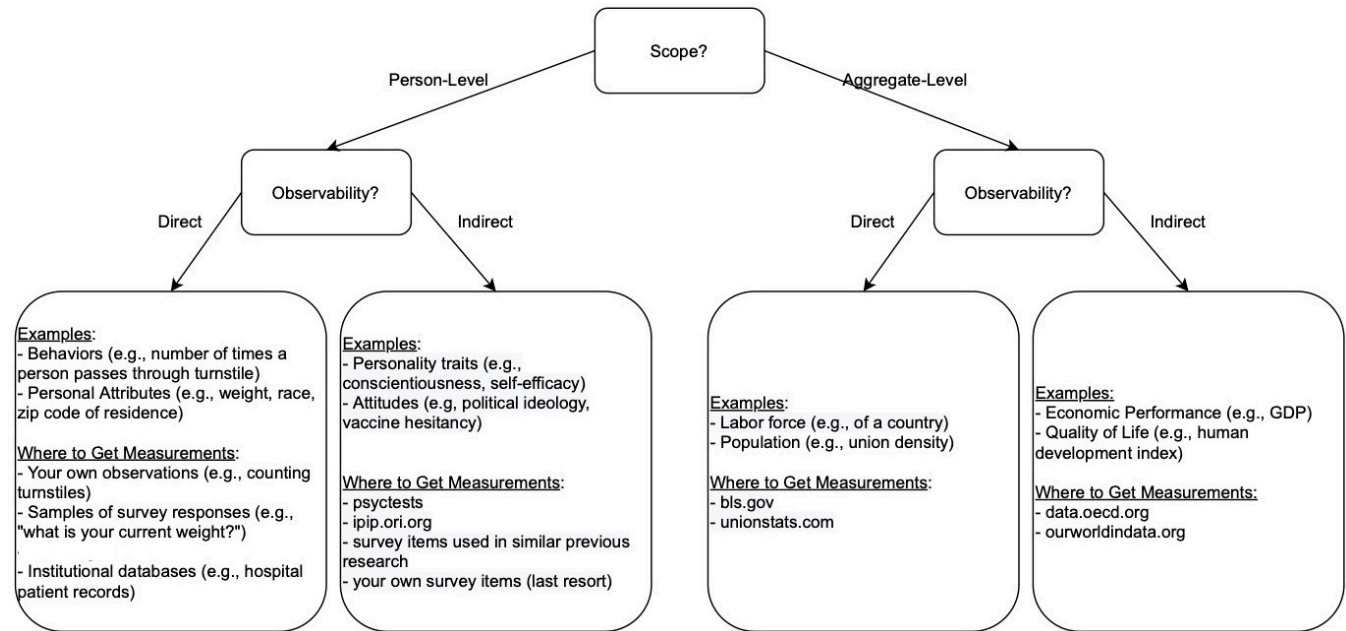 Scope?
Person-Level
Aggregate-Level
Observability?
Observability?
Direct
Indirect
Direct
Indirect
Examples:
- Behaviors (e.g., number of times a
person passes through turnstile)
- Personal Attributes (e.g., weight, race,
zip code of residence)
Where to Get Measurements:
- Your own observations (e.g., counting
turnstiles)
- Samples of survey responses (e.g.,
"what is your current weight?")
- Institutional databases (e.g., hospital
patient records)
Examples:
- Personality traits (e.g.,
conscientiousness, self-efficacy)
- Attitudes (e.g, political ideology,
vaccine hesitancy)
Where to Get Measurements:
- psyctests
- ipip.ori.org
- survey items used in similar previous
research
- your own survey items (last resort)
Examples:
- Labor force (e.g., of a country)
- Population (e.g., union density)
Where to Get Measurements:
- bls.gov
- unionstats.com
Examples:
- Economic Performance (e.g., GDP)
- Quality of Life (e.g., human
development index)
Where to Get Measurements:
- data.oecd.org
- ourworldindata.org